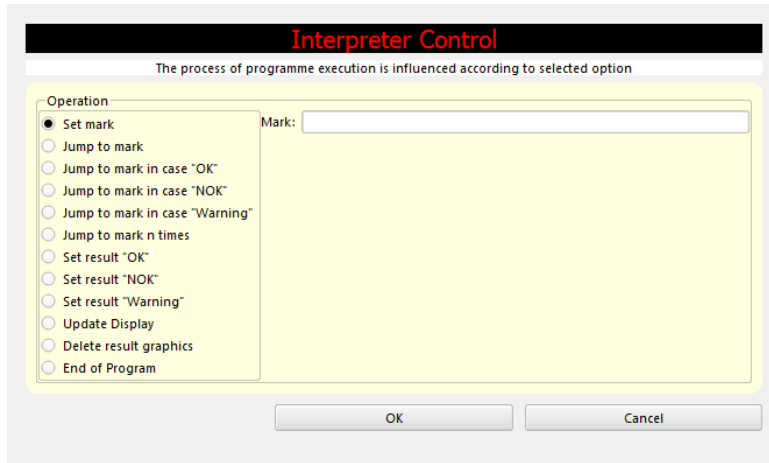 Interpreter Control
The process of programme execution is influenced according to selected option
Operation
Set mark
Mark:
Jump to mark
Jump to mark in case "OK"
Jump to mark in case "NOK"
Jump to mark in case "Warning"
Jump to mark n times
Set result "OK"
Set result "NOK"
Set result "Warning"
Update Display
Delete result graphics
End of Program
OK
Cancel